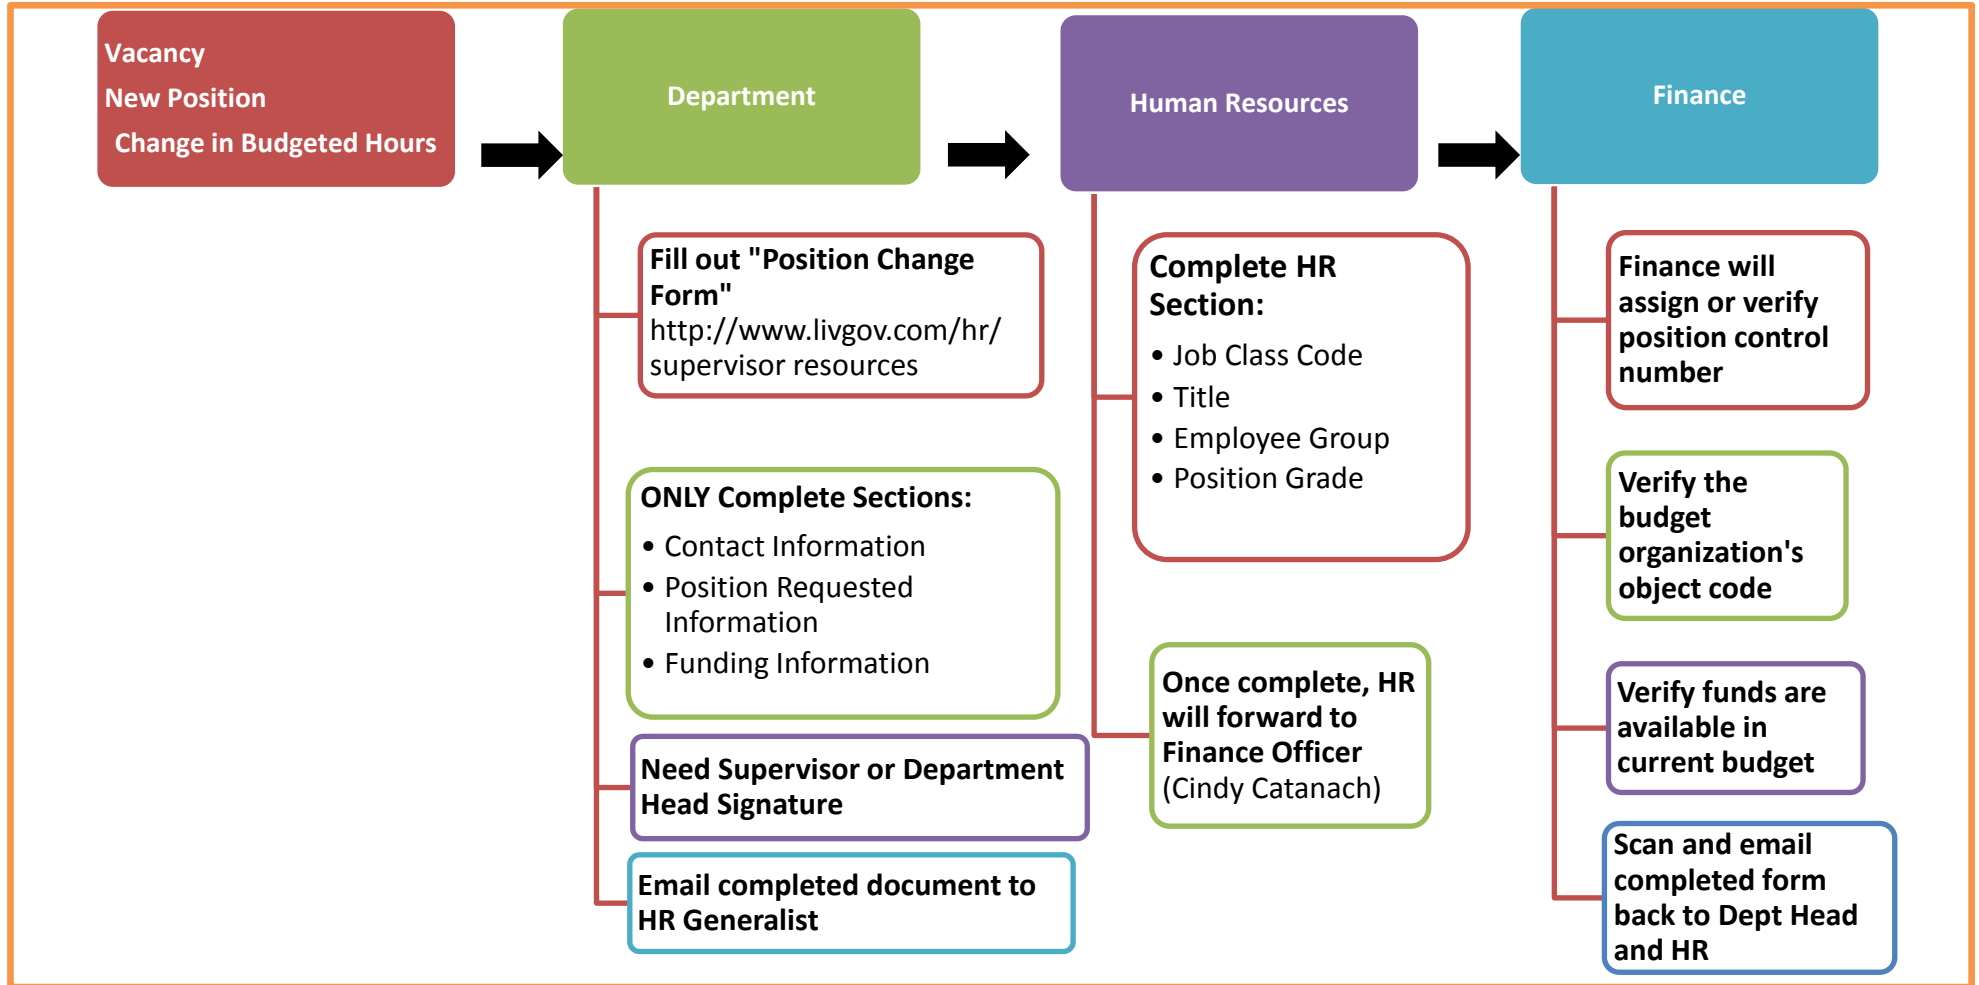 Vacancy
New Position
Change in Budgeted Hours
Department
Fill out "Position Change
Form"
http://www.livgov.com/hr/
supervisor resources
ONLY Complete Sections:
• Contact Information
• Position Requested
Information
• Funding Information
Need Supervisor or Department
Head Signature
Email completed document to
HR Generalist
Human Resources
Complete HR
Section:
• Job Class Code
• Title
• Employee Group
• Position Grade
Once complete, HR
will forward to
Finance Officer
(Cindy Catanach)
Finance
Finance will
assign or verify
position control
number
Verify the
budget
organization's
object code
Verify funds are
available in
current budget
Scan and email
completed form
back to Dept Head
and HR